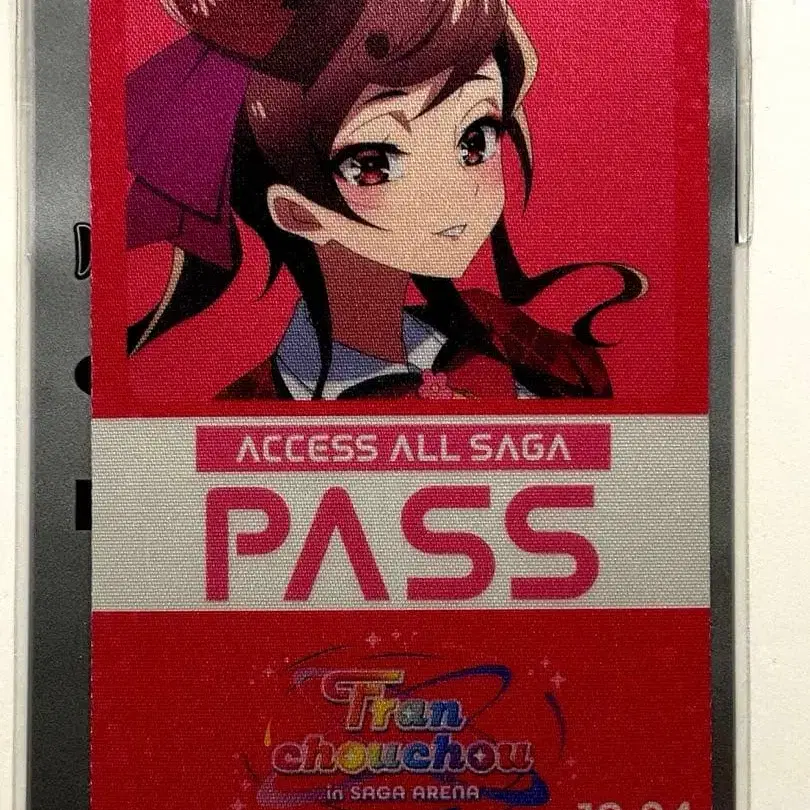 ACCESS ALL SAGA
PASS
Tran
chouchou
in SAGA ARENA